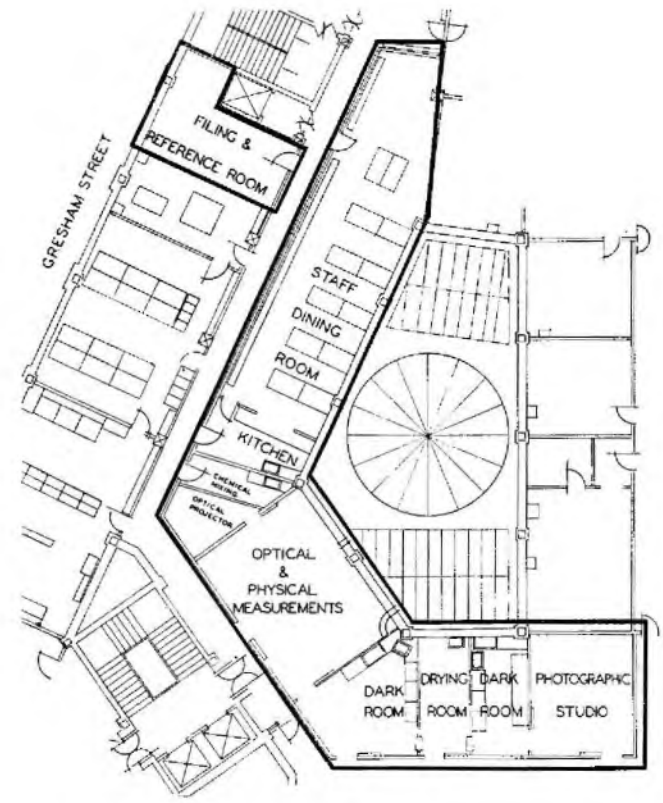 FILING &
REFERENCE ROOM
GRESHAM STREET
STAFF
DINING
ROOM
KITCHEN
CHEMICAL
MIXING
OPTICAL
PROJECTOR
OPTICAL
&
PHYSICAL
MEASUREMENTS
DARK
ROOM
DRYING
ROOM
DARK
ROOM
PHOTOGRAPHIC
STUDIO